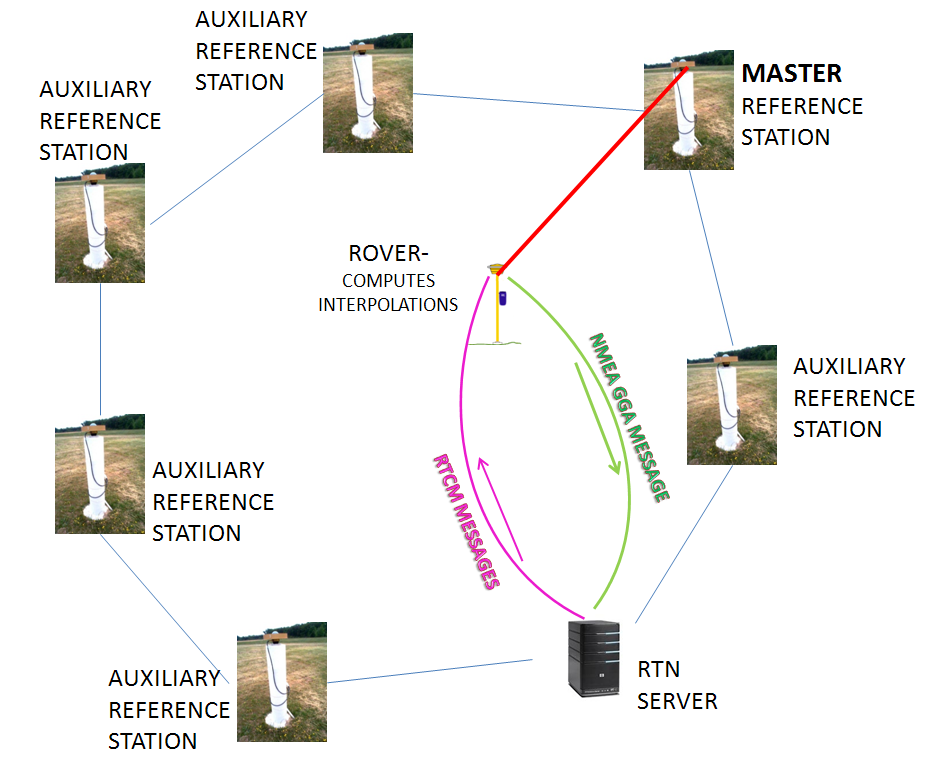 AUXILIARY
REFERENCE
STATION
AUXILIARY
REFERENCE
STATION
MASTER
REFERENCE
STATION
ROVER-
COMPUTES
INTERPOLATIONS
NMEA GGA MESSAGE
AUXILIARY
REFERENCE
STATION
RTCM MESSAGES
AUXILIARY
REFERENCE
STATION
AUXILIARY
REFERENCE
STATION
RTN
SERVER